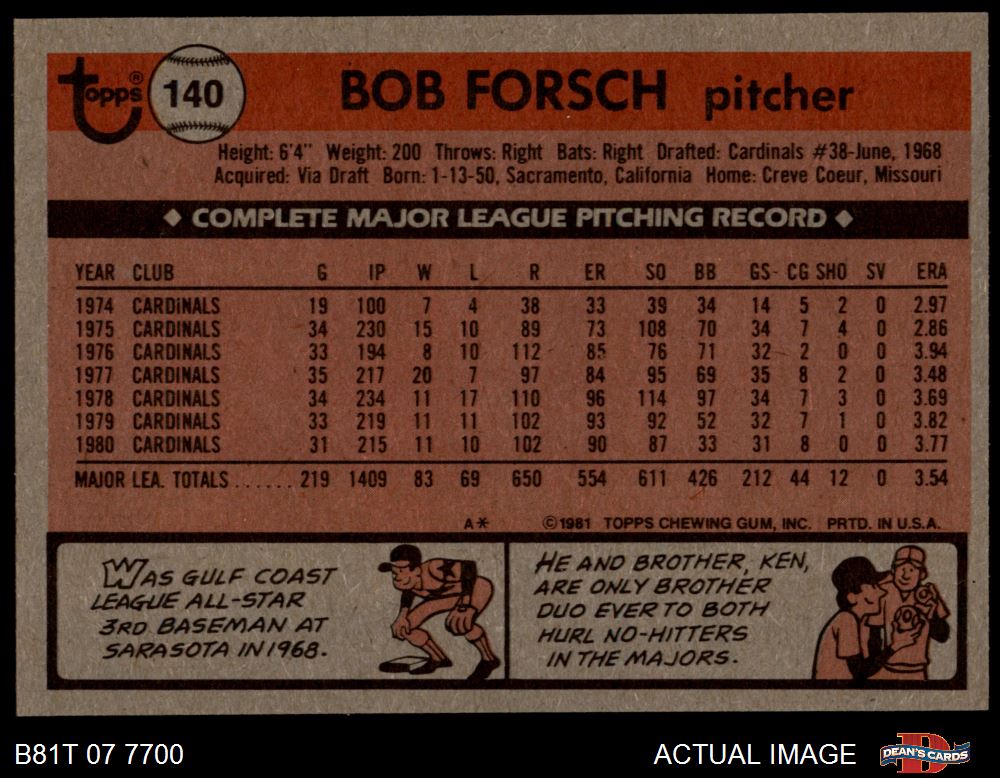 topps® 140 BOB FORSCH pitcher
Height: 6'4" Weight: 200 Throws: Right Bats: Right Drafted: Cardinals #38-June, 1968
Acquired: Via Draft Born: 1-13-50, Sacramento, California Home: Creve Coeur, Missouri
◆ COMPLETE MAJOR LEAGUE PITCHING RECORD ◆
YEAR CLUB G IP W L R ER SO BB GS CG SHO SV ERA
1974 CARDINALS 19 100 7 4 38 33 39 34 14 5 2 0 2.97
1975 CARDINALS 34 230 15 10 89 73 108 70 34 7 4 0 2.86
1976 CARDINALS 33 194 8 10 112 85 76 71 32 2 0 0 3.94
1977 CARDINALS 35 217 20 7 97 84 95 69 35 8 2 0 3.48
1978 CARDINALS 34 234 11 17 110 96 114 97 34 7 3 0 3.69
1979 CARDINALS 33 219 11 11 102 93 92 52 32 7 1 0 3.82
1980 CARDINALS 31 215 11 10 102 90 87 33 31 8 0 0 3.77
MAJOR LEA. TOTALS ...... 219 1409 83 69 650 554 611 426 212 44 12 0 3.54
A* ©1981 TOPPS CHEWING GUM, INC. PRTD. IN U.S.A.
WAS GULF COAST
LEAGUE ALL-STAR
3RD BASEMAN AT
SARASOTA IN 1968.
HE AND BROTHER, KEN,
ARE ONLY BROTHER
DUO EVER TO BOTH
HURL NO-HITTERS
IN THE MAJORS.
B81T 07 7700 ACTUAL IMAGE DEAN'S CARDS